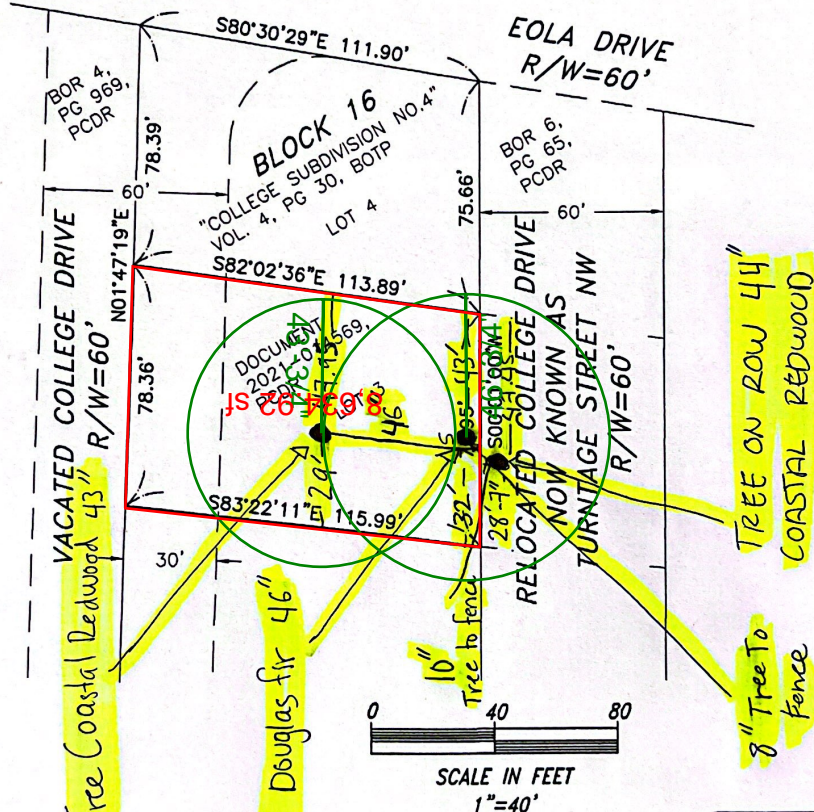 S80°30'29"E 111.90'
EOLA DRIVE
R/W=60'
BOR 4,
PG 969,
PCDR
78.39'
BLOCK 16
"COLLEGE SUBDIVISION NO.4"
VOL. 4, PG 30, BOTP
LOT 4
BOR 6,
PG 65,
PCDR
75.66'
60'
60'
N01°47'19"E
S82°02'36"E 113.89'
VACATED COLLEGE DRIVE
R/W=60'
78.36'
DOCUMENT
PCDR
LOT 3
8,634.92 sf
46'
29'
32'
28'-7"
S83°22'11"E 115.99'
30'
RELOCATED COLLEGE DRIVE
NOW KNOWN AS
TURNTAGE STREET NW
R/W=60'
TREE ON ROW 44"
COASTAL REDWOOD
Tree Coastal Redwood 43"
Douglas fir 46"
10"
Tree to fence
8" Tree To
fence
0 40 80
SCALE IN FEET
1"=40'